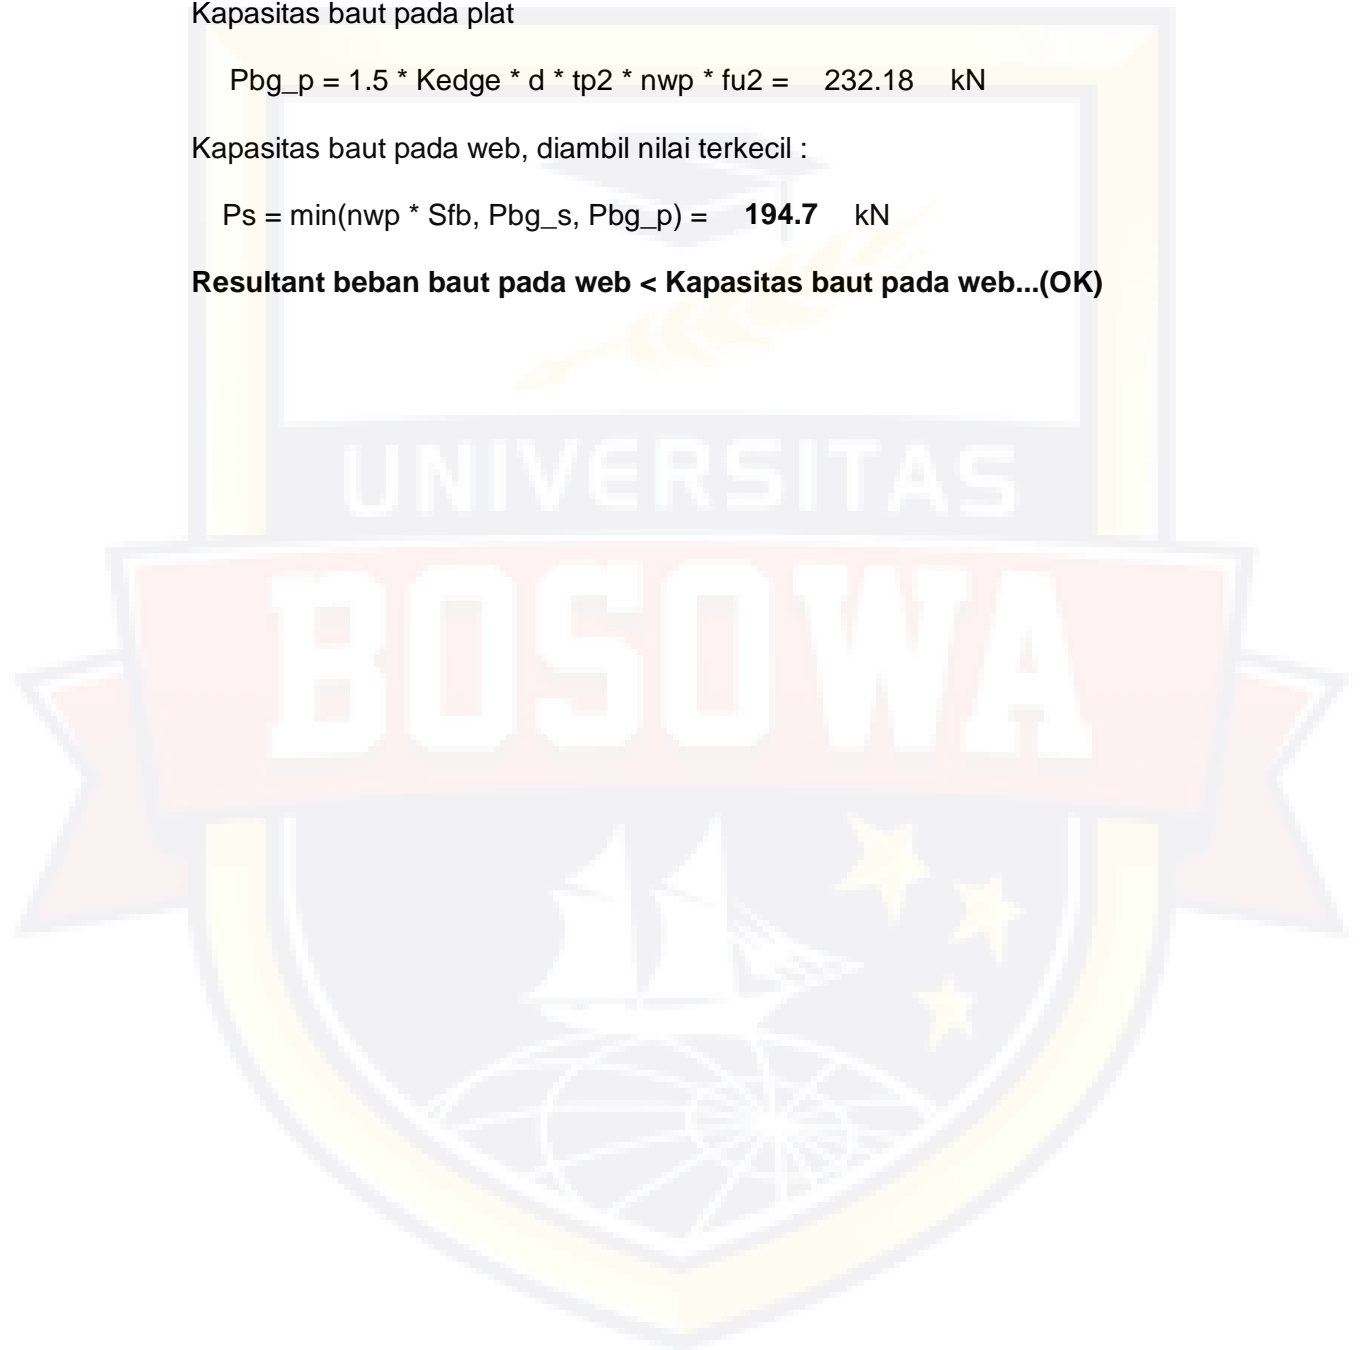 Kapasitas baut pada plat
Pbg_p = 1.5 * Kedge * d * tp2 * nwp * fu2 = 232.18 kN
Kapasitas baut pada web, diambil nilai terkecil :
Ps = min(nwp * Sfb, Pbg_s, Pbg_p) = 194.7 kN
Resultant beban baut pada web < Kapasitas baut pada web...(OK)
UNIVERSITAS
BOSOWA